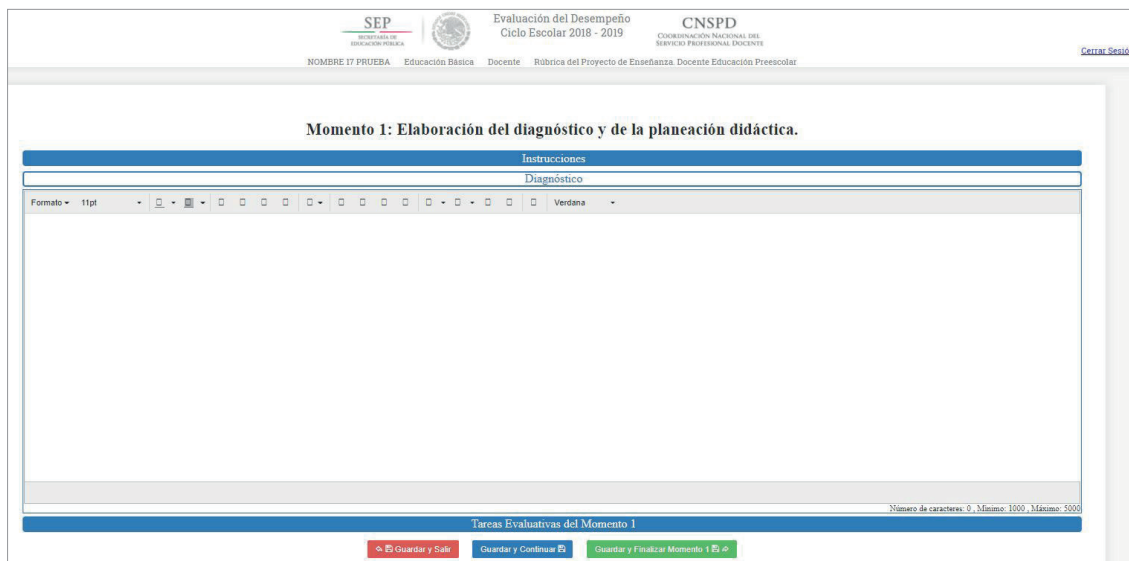 SEP
SECRETARÍA DE
EDUCACIÓN PÚBLICA
Evaluación del Desempeño
Ciclo Escolar 2018 - 2019
CNSPD
COORDINACIÓN NACIONAL DEL
SERVICIO PROFESIONAL DOCENTE
Cerrar Sesió
NOMBRE 17 PRUEBA Educación Básica Docente Rúbrica del Proyecto de Enseñanza. Docente Educación Preescolar
Momento 1: Elaboración del diagnóstico y de la planeación didáctica.
Instrucciones
Diagnóstico
Formato 11pt Verdana
Número de caracteres: 0 , Mínimo: 1000 , Máximo: 5000
Tareas Evaluativas del Momento 1
Guardar y Salir Guardar y Continuar Guardar y Finalizar Momento 1